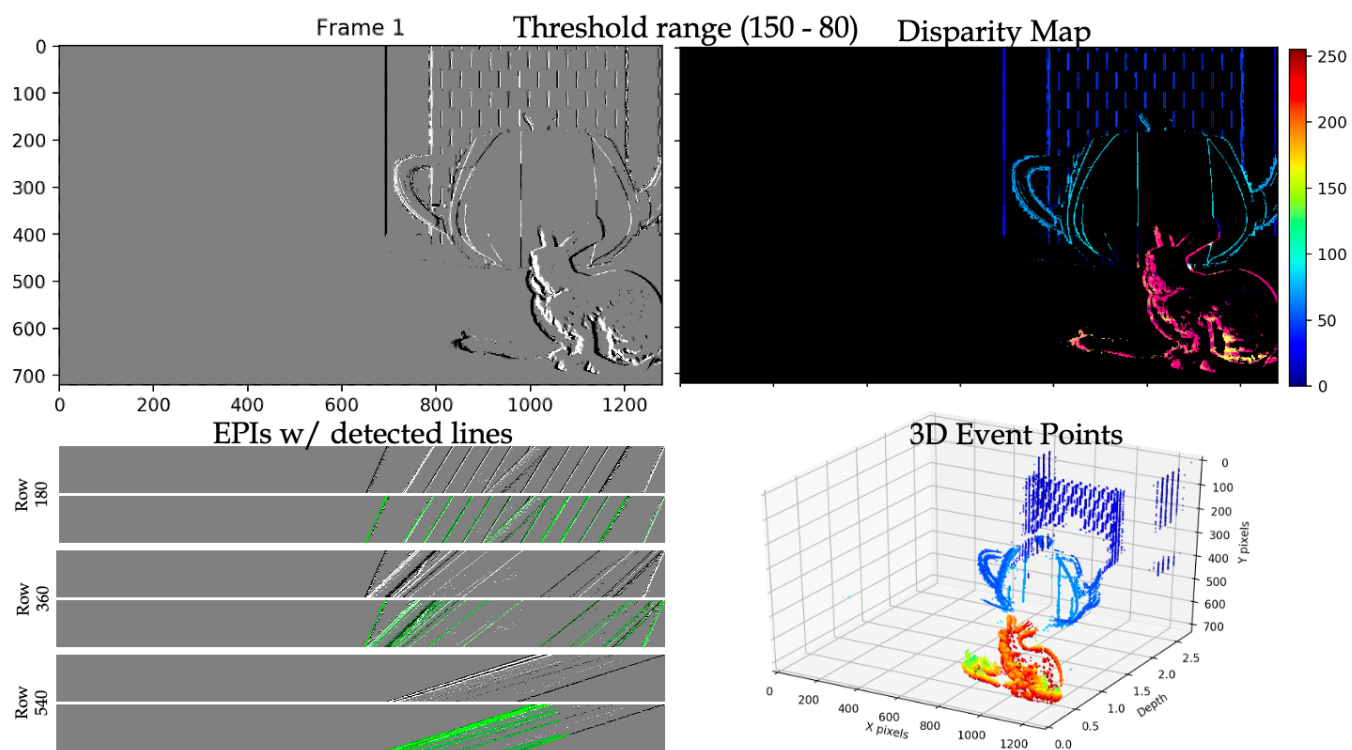 Frame 1
Threshold range (150 - 80)
Disparity Map
0
100
200
300
400
500
600
700
0 200 400 600 800 1000 1200
250
200
150
100
50
0
EPIs w/ detected lines
Row
180
Row
360
Row
540
3D Event Points
0
100
200
300
400
500
600
700
Y pixels
0 200 400 600 800 1000 1200
X pixels
0.0 0.5 1.0 1.5 2.0 2.5
Depth